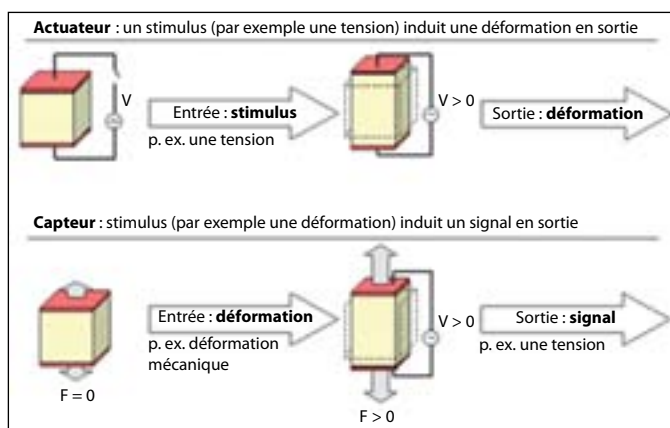 Actuateur : un stimulus (par exemple une tension) induit une déformation en sortie
V
Entrée : stimulus
p. ex. une tension
V > 0
Sortie : déformation
Capteur : stimulus (par exemple une déformation) induit un signal en sortie
F = 0
Entrée : déformation
p. ex. déformation
mécanique
V > 0
F > 0
Sortie : signal
p. ex. une tension